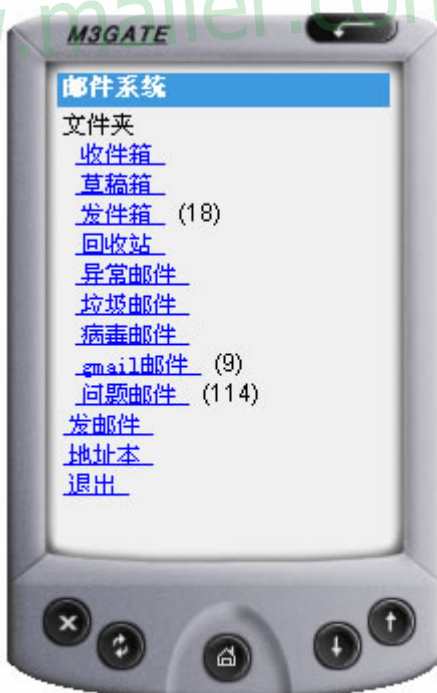 .mailer.com
M3GATE
邮件系统
文件夹
收件箱
草稿箱
发件箱 (18)
回收站
异常邮件
垃圾邮件
病毒邮件
gmail邮件 (9)
问题邮件 (114)
发邮件
地址本
退出